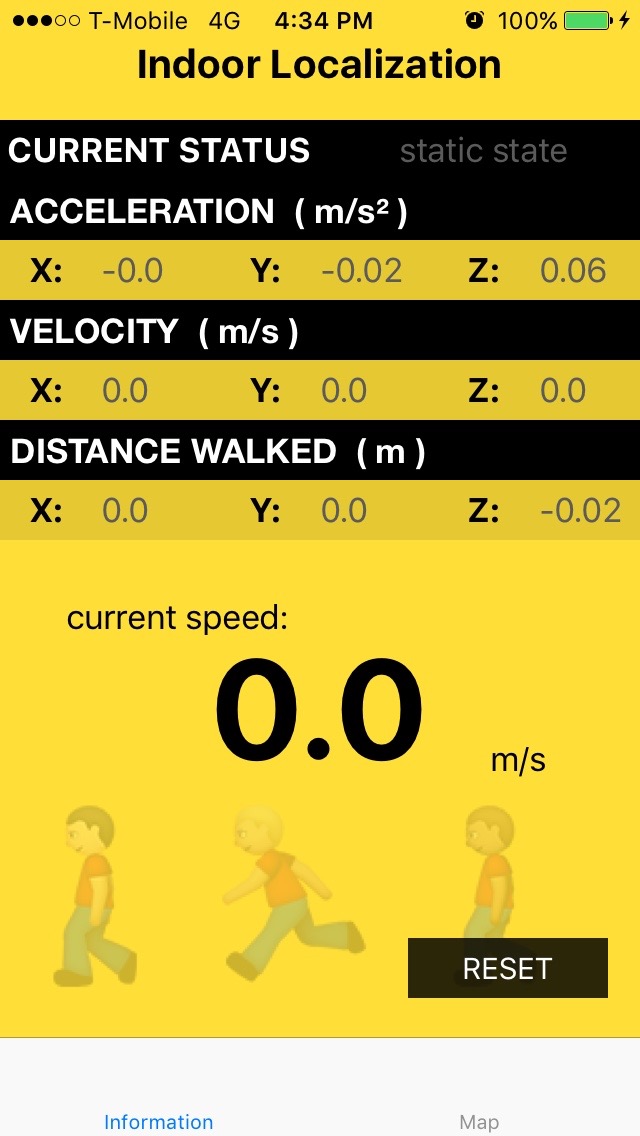 T-Mobile 4G 4:34 PM 100%
Indoor Localization
CURRENT STATUS static state
ACCELERATION ( m/s² )
X: -0.0 Y: -0.02 Z: 0.06
VELOCITY ( m/s )
X: 0.0 Y: 0.0 Z: 0.0
DISTANCE WALKED ( m )
X: 0.0 Y: 0.0 Z: -0.02
current speed:
0.0
m/s
RESET
Information Map